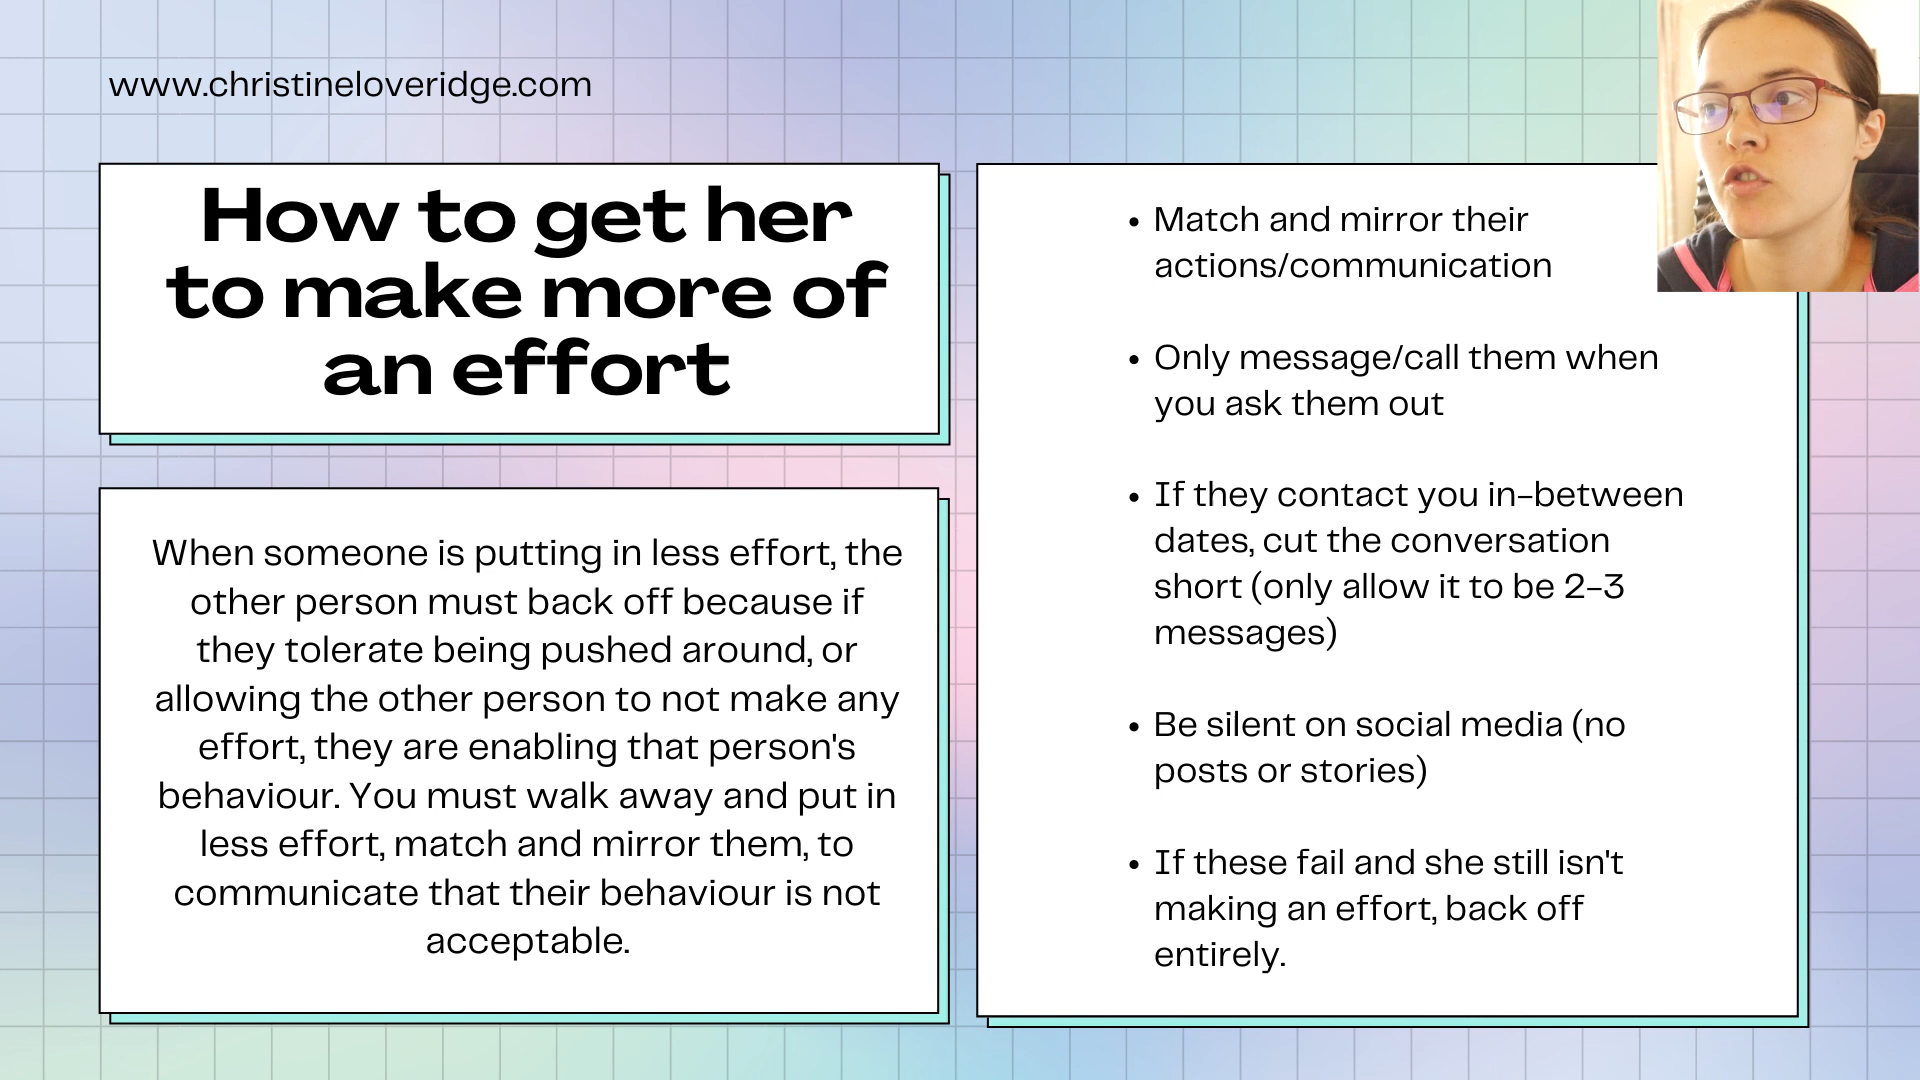 www.christineloveridge.com
How to get her
to make more of
an effort
When someone is putting in less effort, the
other person must back off because if
they tolerate being pushed around, or
allowing the other person to not make any
effort, they are enabling that person's
behaviour. You must walk away and put in
less effort, match and mirror them, to
communicate that their behaviour is not
acceptable.
• Match and mirror their
actions/communication
• Only message/call them when
you ask them out
• If they contact you in-between
dates, cut the conversation
short (only allow it to be 2-3
messages)
• Be silent on social media (no
posts or stories)
• If these fail and she still isn't
making an effort, back off
entirely.